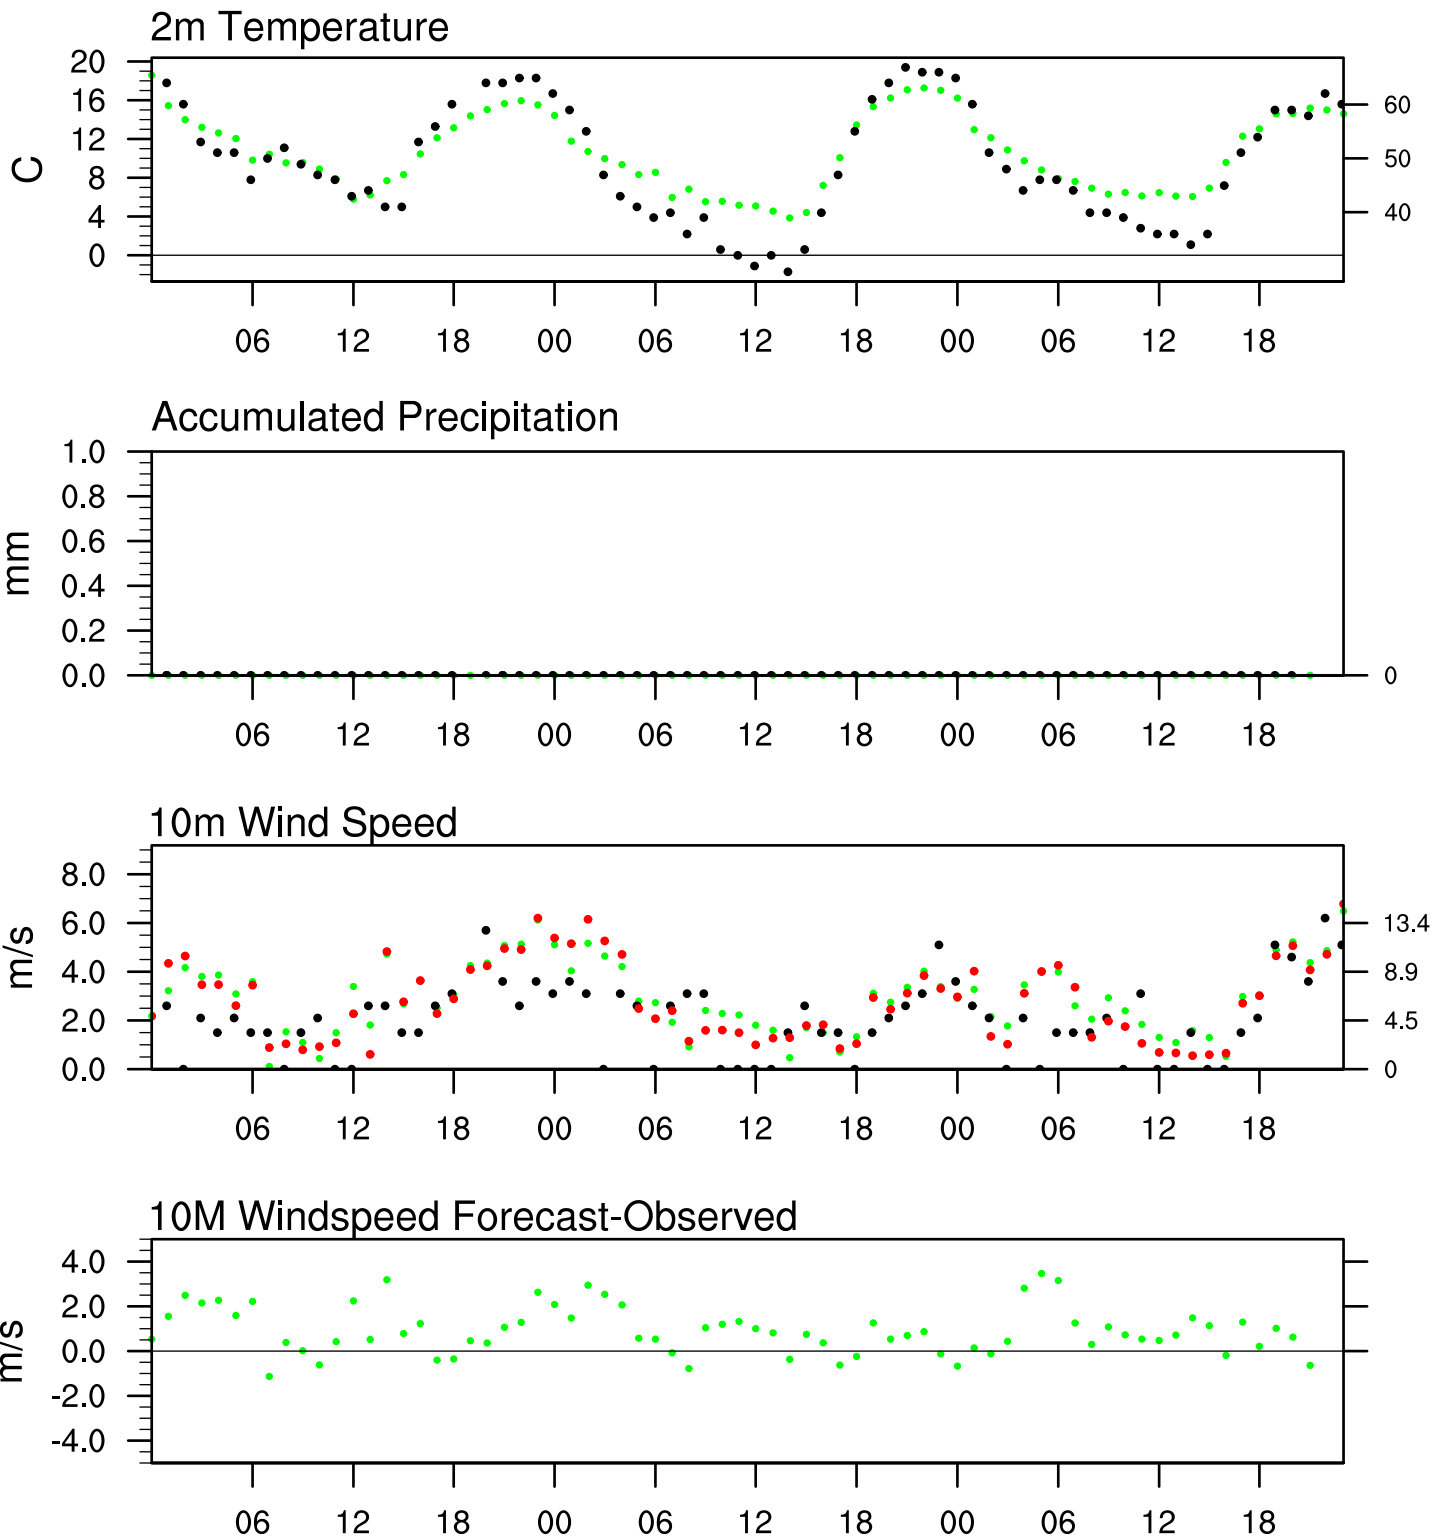 2m Temperature
20
16
12
8
4
0
C
60
50
40
06 12 18 00 06 12 18 00 06 12 18
Accumulated Precipitation
1.0
0.8
0.6
0.4
0.2
0.0
mm
0
06 12 18 00 06 12 18 00 06 12 18
10m Wind Speed
8.0
6.0
4.0
2.0
0.0
m/s
13.4
8.9
4.5
0
06 12 18 00 06 12 18 00 06 12 18
10M Windspeed Forecast-Observed
4.0
2.0
0.0
-2.0
-4.0
m/s
06 12 18 00 06 12 18 00 06 12 18